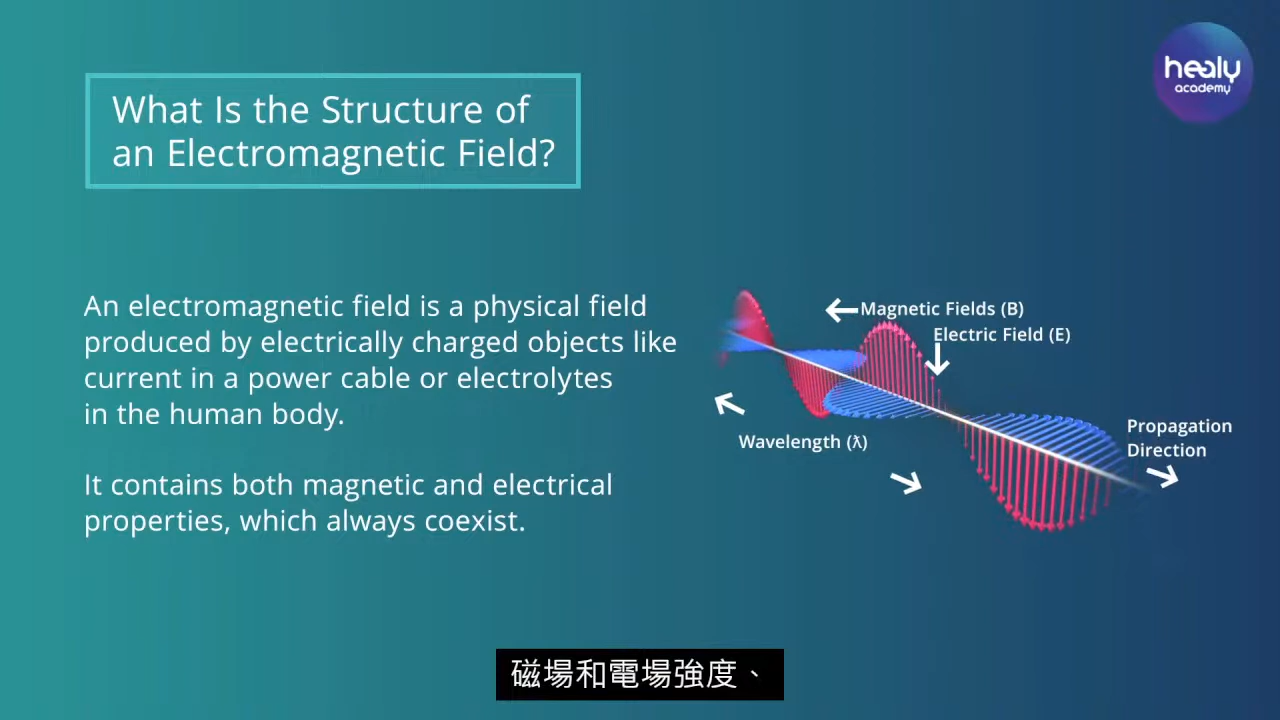 healy
academy
What Is the Structure of
an Electromagnetic Field?
An electromagnetic field is a physical field
produced by electrically charged objects like
current in a power cable or electrolytes
in the human body.
It contains both magnetic and electrical
properties, which always coexist.
Magnetic Fields (B)
Electric Field (E)
Wavelength (λ)
Propagation
Direction
磁場和電場強度、